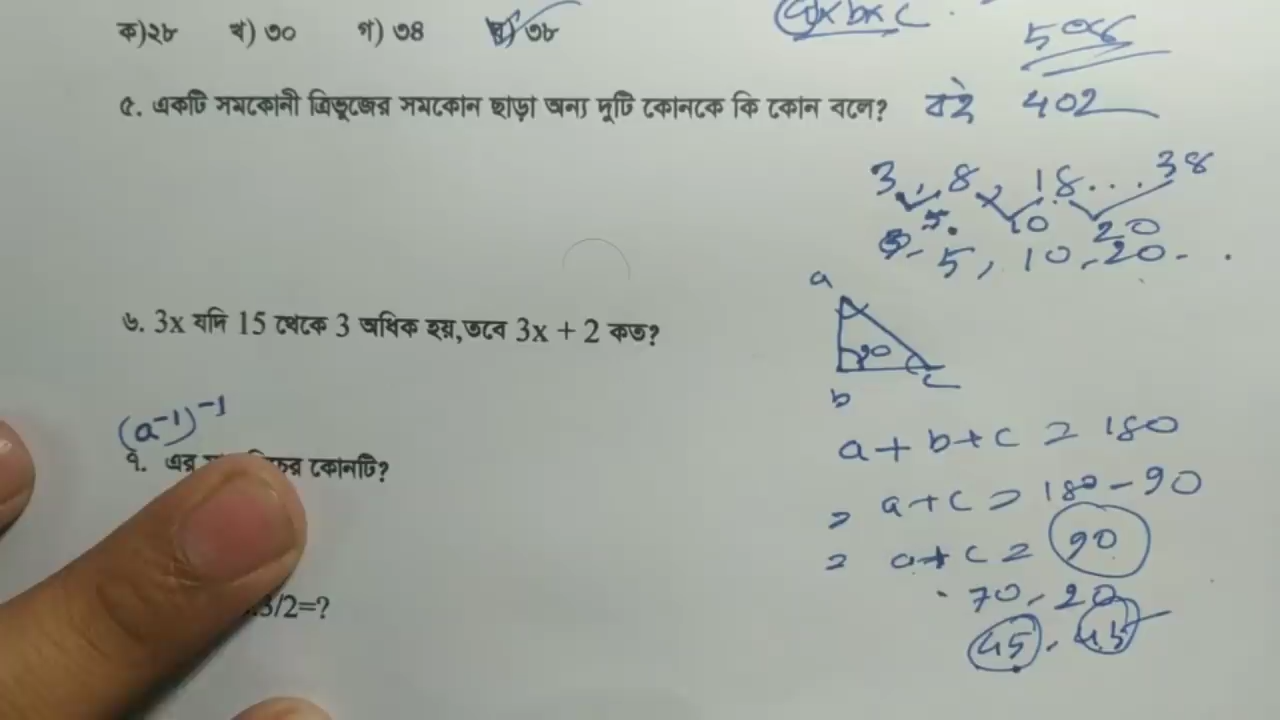 ক)২৮ খ) ৩০ গ) ৩৪ ঘ) ৩৮
a x b x c
506
৫. একটি সমকোনী ত্রিভুজের সমকোন ছাড়া অন্য দুটি কোনকে কি কোন বলে?
বই 402
3, 8, 18... 38
10 20
5, 10, 20
৬. 3x যদি 15 থেকে 3 অধিক হয়,তবে 3x + 2 কত?
a
90
b
c
(a⁻¹)⁻¹
৭. এর কোনটি?
a + b + c = 180
= a + c = 180 - 90
= a + c = 90
70, 20
45, 45
3/2=?